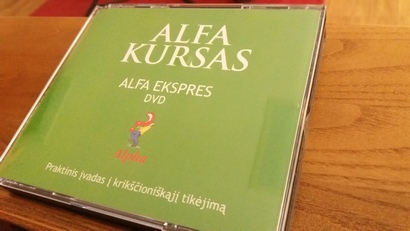 ALFA
KURSAS
ALFA EKSPRES
DVD
Alpha
Praktinis įvadas į krikščioniškąjį tikėjimą